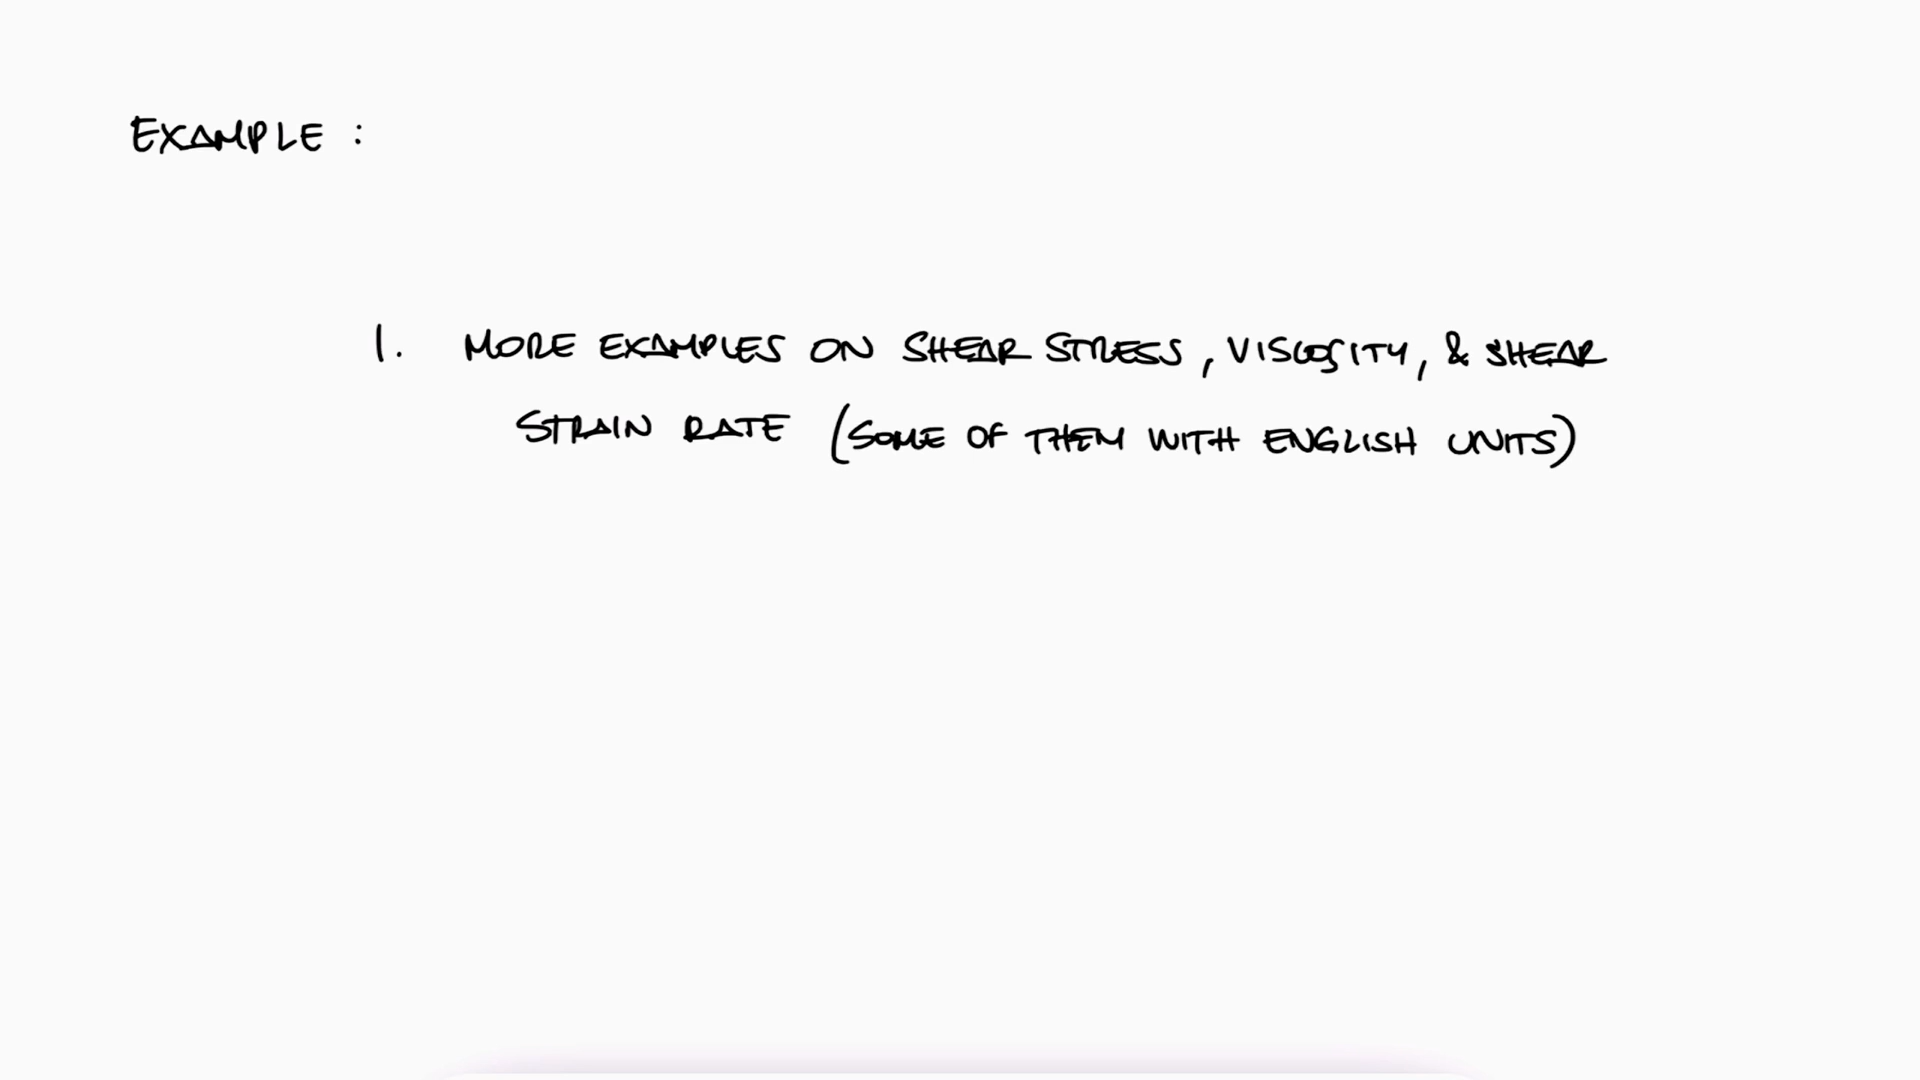 EXAMPLE :
1. MORE EXAMPLES ON SHEAR STRESS, VISCOSITY, & SHEAR
STRAIN RATE (SOME OF THEM WITH ENGLISH UNITS)